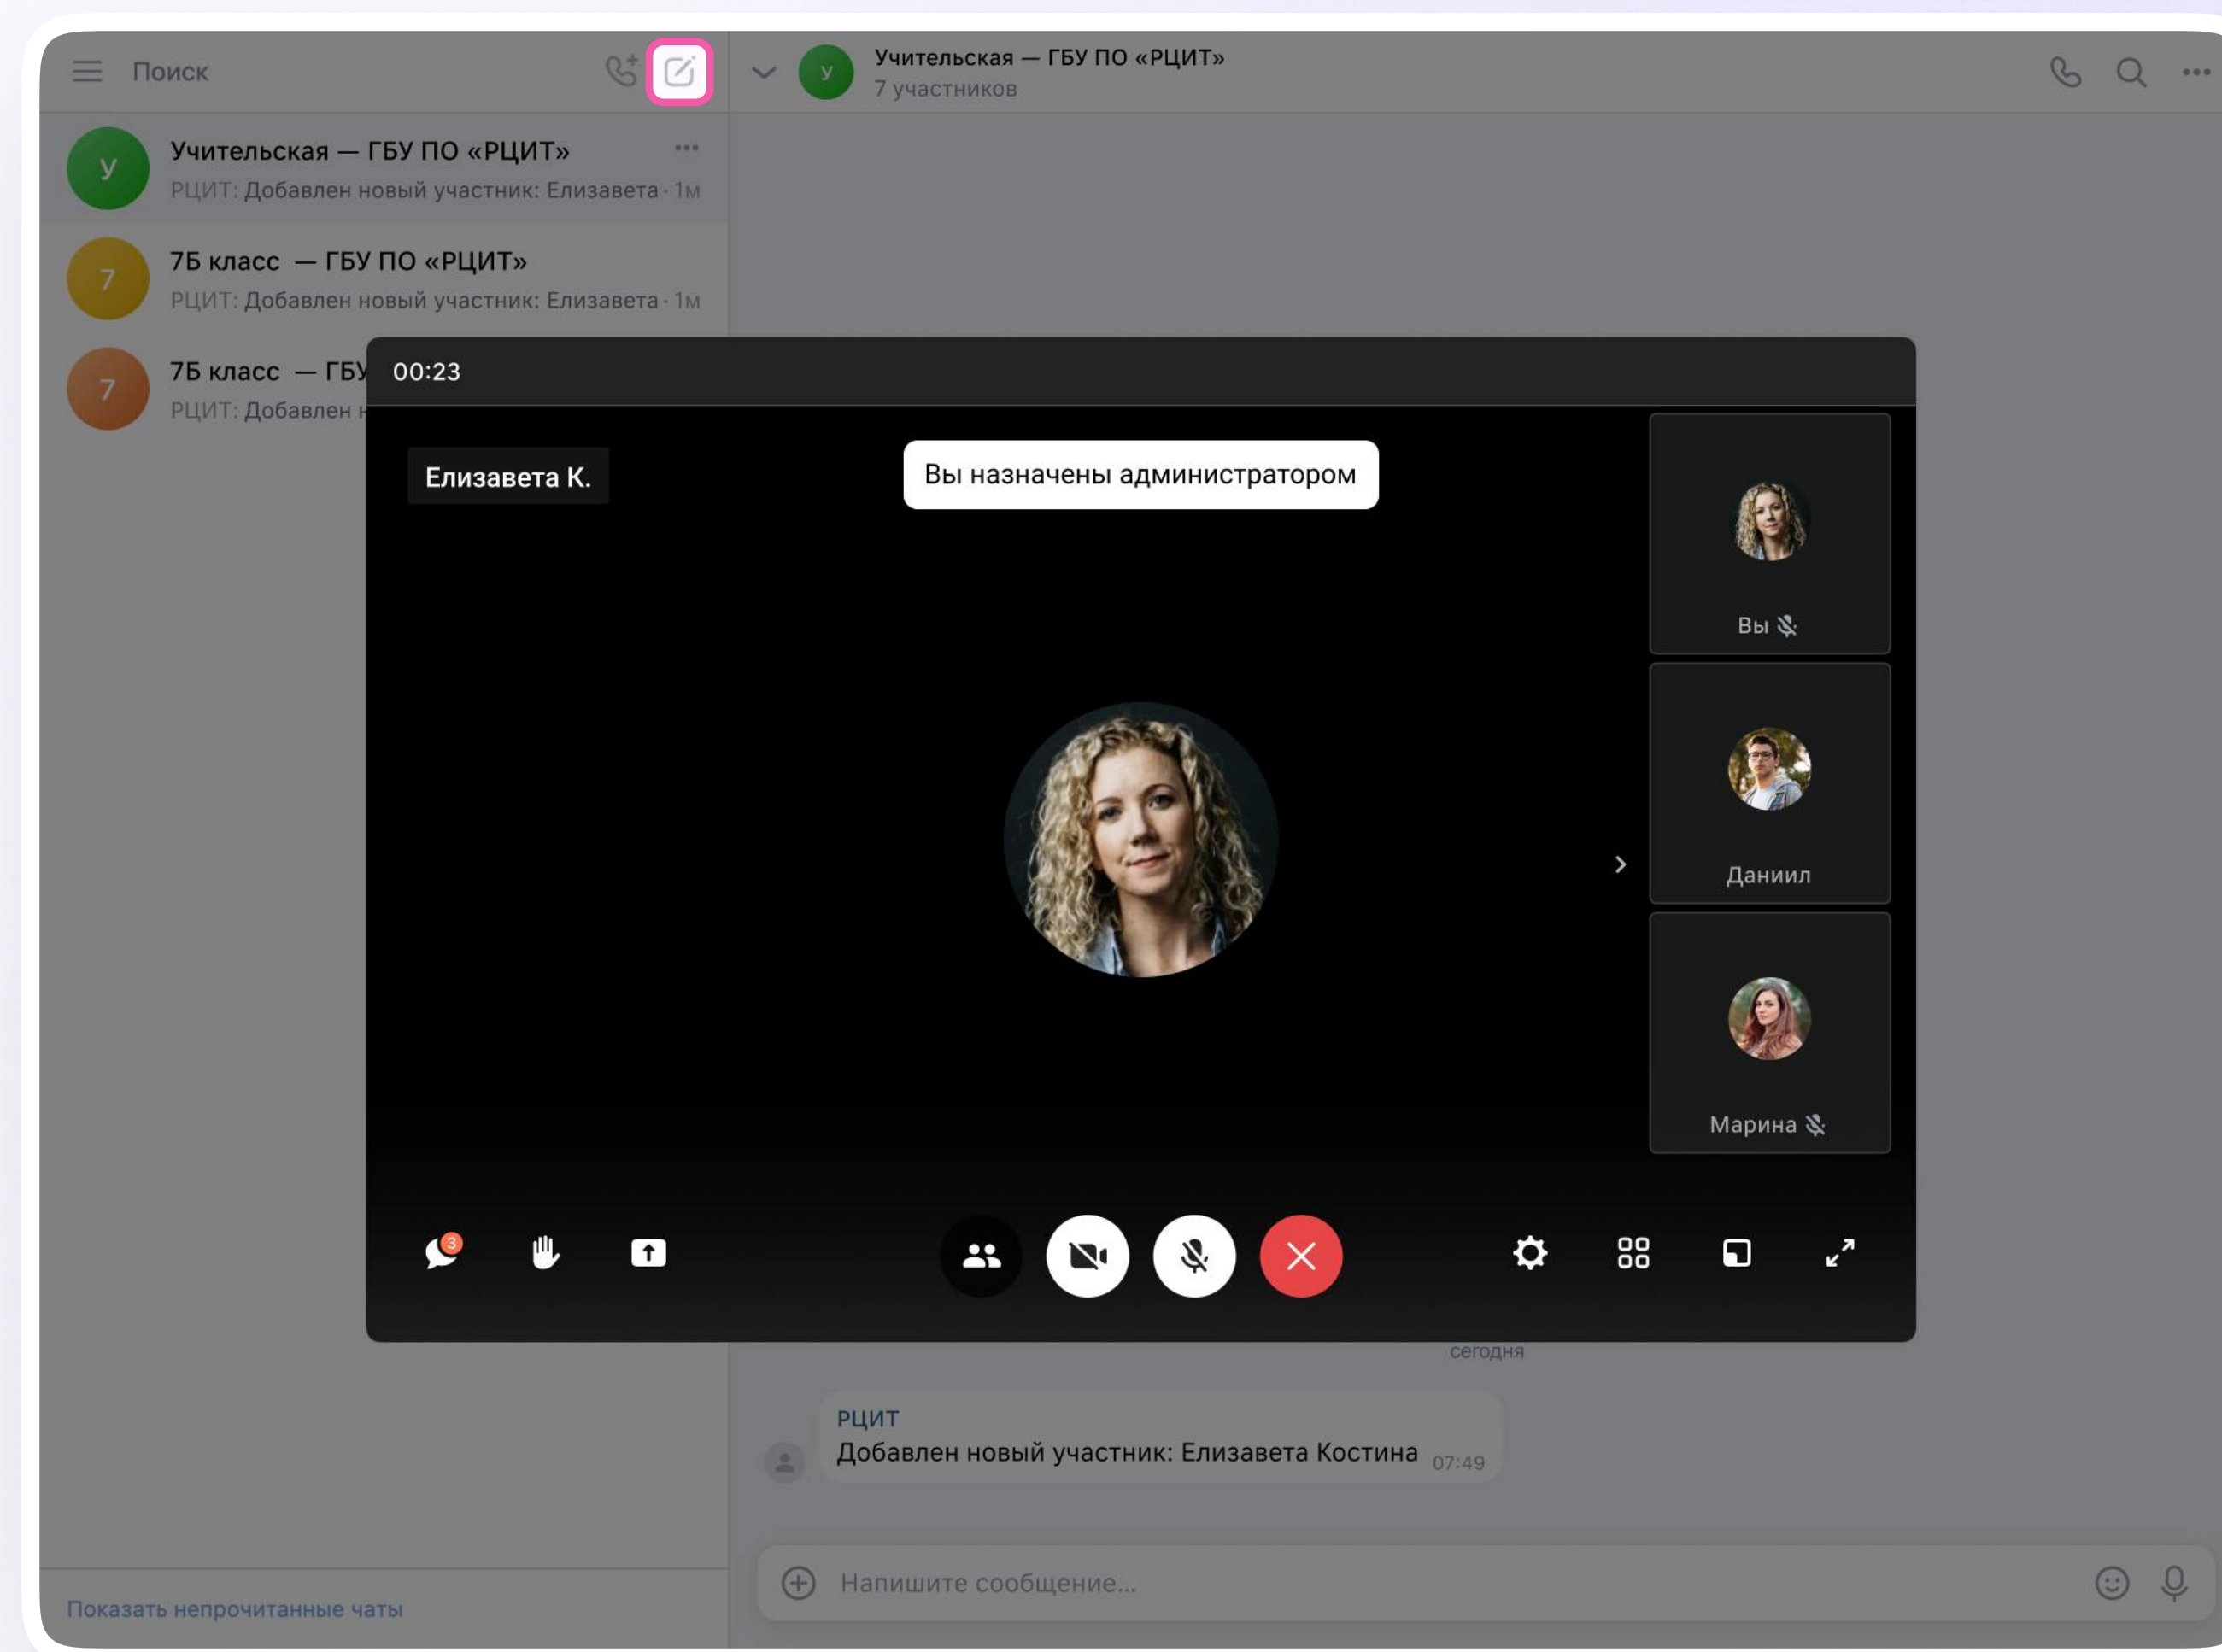 Поиск
Учительская — ГБУ ПО «РЦИТ»
7 участников
У
У
Учительская — ГБУ ПО «РЦИТ»
РЦИТ: Добавлен новый участник: Елизавета · 1м
7
7Б класс — ГБУ ПО «РЦИТ»
РЦИТ: Добавлен новый участник: Елизавета · 1м
7
7Б класс — ГБУ
РЦИТ: Добавлен
00:23
Елизавета К.
Вы назначены администратором
Вы
Даниил
Марина
3
сегодня
РЦИТ
Добавлен новый участник: Елизавета Костина 07:49
Напишите сообщение...
Показать непрочитанные чаты